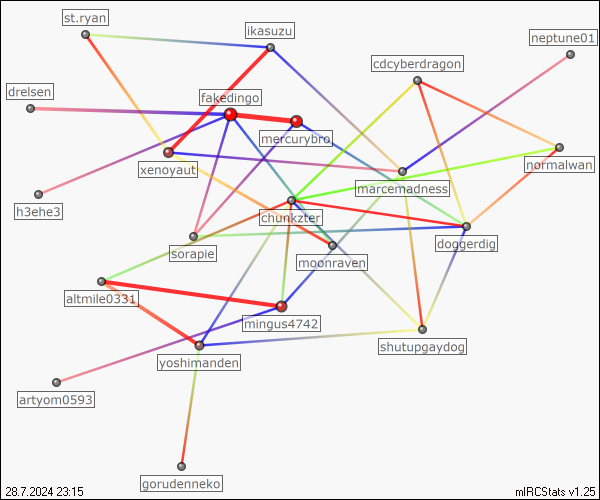 st.ryan
ikasuzu
neptune01
cdcyberdragon
drelsen
fakedingo
mercurybro
xenoyaut
normalwan
marcemadness
h3ehe3
chunkzter
sorapie
doggerdig
moonraven
altmile0331
mingus4742
shutupgaydog
yoshimanden
artyom0593
gorudenneko
28.7.2024 23:15
mIRCStats v1.25